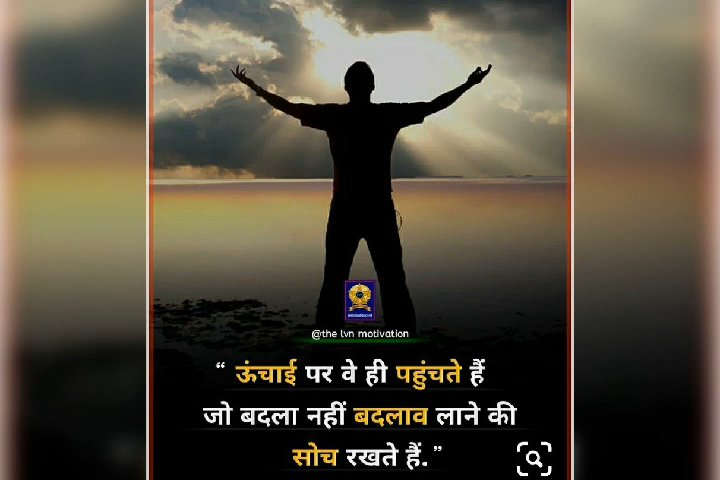 @the lvn motivation
“ ऊंचाई पर वे ही पहुंचते हैं
जो बदला नहीं बदलाव लाने की
सोच रखते हैं.”